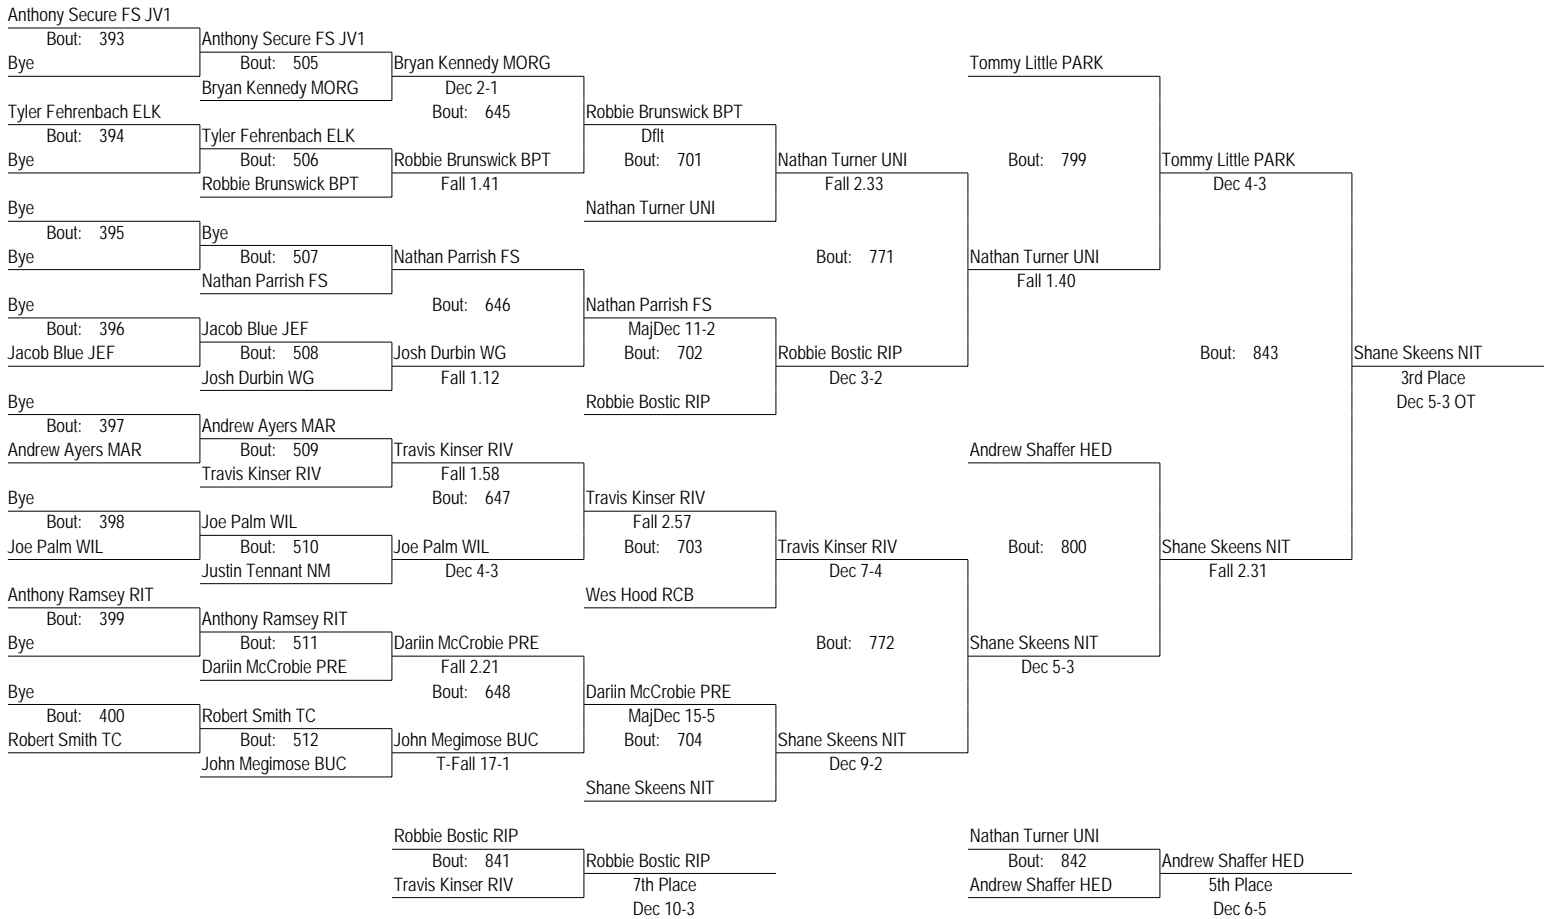 Anthony Secure FS JV1
Bout: 393
Bye
Tyler Fehrenbach ELK
Bout: 394
Bye
Bye
Bout: 395
Bye
Bye
Bout: 396
Jacob Blue JEF
Bye
Bout: 397
Andrew Ayers MAR
Bye
Bout: 398
Joe Palm WIL
Anthony Ramsey RIT
Bout: 399
Bye
Bye
Bout: 400
Robert Smith TC
Anthony Secure FS JV1
Bout: 505
Bryan Kennedy MORG
Tyler Fehrenbach ELK
Bout: 506
Robbie Brunswick BPT
Bye
Bout: 507
Nathan Parrish FS
Jacob Blue JEF
Bout: 508
Josh Durbin WG
Andrew Ayers MAR
Bout: 509
Travis Kinser RIV
Joe Palm WIL
Bout: 510
Justin Tennant NM
Anthony Ramsey RIT
Bout: 511
Dariin McCrobie PRE
Robert Smith TC
Bout: 512
John Megimose BUC
Bryan Kennedy MORG
Dec 2-1
Bout: 645
Robbie Brunswick BPT
Fall 1.41
Nathan Parrish FS
Bout: 646
Josh Durbin WG
Fall 1.12
Travis Kinser RIV
Fall 1.58
Bout: 647
Joe Palm WIL
Dec 4-3
Dariin McCrobie PRE
Fall 2.21
Bout: 648
John Megimose BUC
T-Fall 17-1
Robbie Brunswick BPT
Dflt
Bout: 701
Nathan Turner UNI
Nathan Parrish FS
MajDec 11-2
Bout: 702
Robbie Bostic RIP
Travis Kinser RIV
Fall 2.57
Bout: 703
Wes Hood RCB
Dariin McCrobie PRE
MajDec 15-5
Bout: 704
Shane Skeens NIT
Nathan Turner UNI
Fall 2.33
Bout: 771
Robbie Bostic RIP
Dec 3-2
Travis Kinser RIV
Dec 7-4
Bout: 772
Shane Skeens NIT
Dec 9-2
Tommy Little PARK
Bout: 799
Nathan Turner UNI
Fall 1.40
Andrew Shaffer HED
Bout: 800
Shane Skeens NIT
Dec 5-3
Tommy Little PARK
Dec 4-3
Bout: 843
Shane Skeens NIT
Fall 2.31
Shane Skeens NIT
3rd Place
Dec 5-3 OT
Robbie Bostic RIP
Bout: 841
Travis Kinser RIV
Robbie Bostic RIP
7th Place
Dec 10-3
Nathan Turner UNI
Bout: 842
Andrew Shaffer HED
Andrew Shaffer HED
5th Place
Dec 6-5